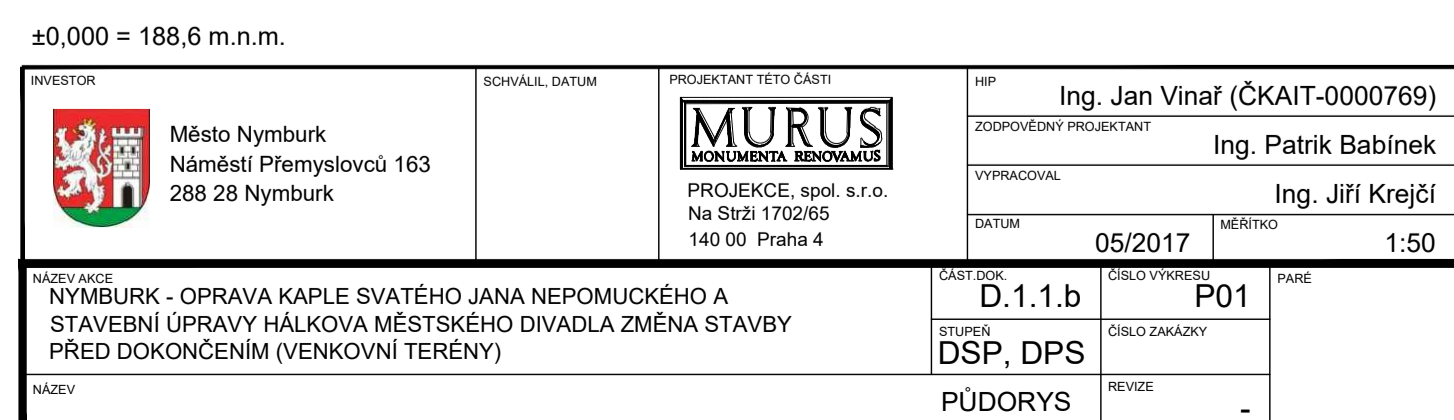 ±0,000 = 188,6 m.n.m.
INVESTOR
Město Nymburk
Náměstí Přemyslovců 163
288 28 Nymburk
SCHVÁLIL, DATUM
PROJEKTANT TÉTO ČÁSTI
MURUS
MONUMENTA RENOVAMUS
PROJEKCE, spol. s.r.o.
Na Strži 1702/65
140 00 Praha 4
HIP
Ing. Jan Vinař (ČKAIT-0000769)
ZODPOVĚDNÝ PROJEKTANT
Ing. Patrik Babínek
VYPRACOVAL
Ing. Jiří Krejčí
DATUM
05/2017
MĚŘÍTKO
1:50
NÁZEV AKCE
NYMBURK - OPRAVA KAPLE SVATÉHO JANA NEPOMUCKÉHO A
STAVEBNÍ ÚPRAVY HÁLKOVA MĚSTSKÉHO DIVADLA ZMĚNA STAVBY
PŘED DOKONČENÍM (VENKOVNÍ TERÉNY)
ČÁST.DOK.
D.1.1.b
ČÍSLO VÝKRESU
P01
PARÉ
STUPEŇ
DSP, DPS
ČÍSLO ZAKÁZKY
NÁZEV
PŮDORYS
REVIZE
-